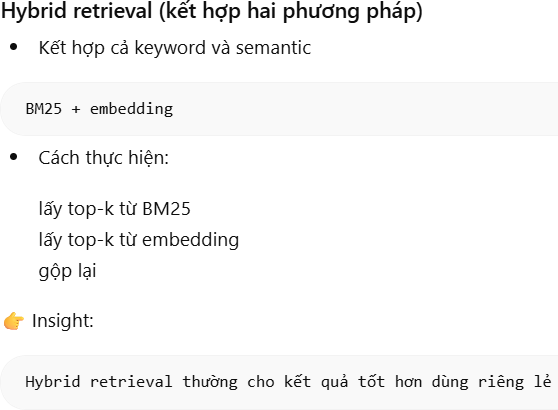 Hybrid retrieval (kết hợp hai phương pháp)
• Kết hợp cả keyword và semantic
BM25 + embedding
• Cách thực hiện:
lấy top-k từ BM25
lấy top-k từ embedding
gộp lại
👉 Insight:
Hybrid retrieval thường cho kết quả tốt hơn dùng riêng lẻ